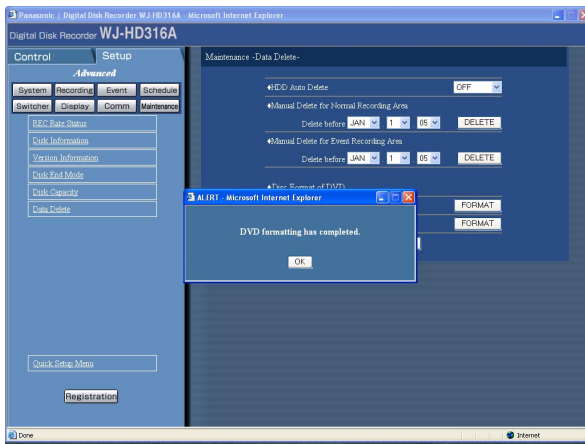 Panasonic | Digital Disk Recorder WJ-HD316A - Microsoft Internet Explorer
Digital Disk Recorder WJ-HD316A
Control
Setup
Advanced
System Recording Event Schedule
Switcher Display Comm Maintenance
REC Rate Status
Disk Information
Version Information
Disk End Mode
Disk Capacity
Data Delete
Quick Setup Menu
Registration
Maintenance -Data Delete-
♦HDD Auto Delete OFF
♦Manual Delete for Normal Recording Area
Delete before JAN 1 05 DELETE
♦Manual Delete for Event Recording Area
Delete before JAN 1 05 DELETE
♦Disc Format of DVD
FORMAT
FORMAT
ALERT - Microsoft Internet Explorer
DVD formatting has completed.
OK
Done
Internet